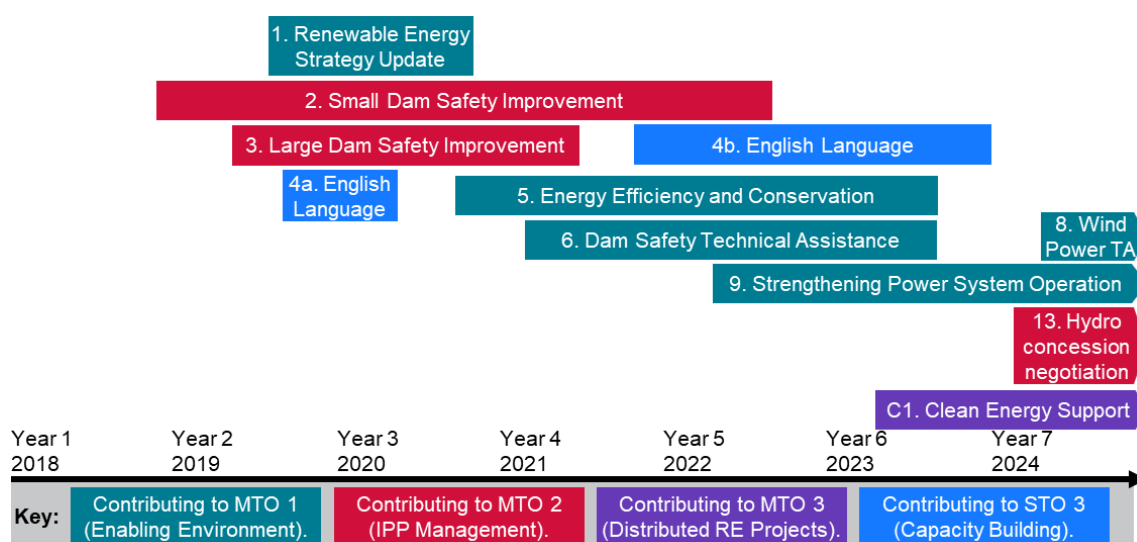 1. Renewable Energy
Strategy Update
2. Small Dam Safety Improvement
3. Large Dam Safety Improvement
4b. English Language
4a. English
Language
5. Energy Efficiency and Conservation
6. Dam Safety Technical Assistance
8. Wind
Power TA
9. Strengthening Power System Operation
13. Hydro
concession
negotiation
C1. Clean Energy Support
Year 1 Year 2 Year 3 Year 4 Year 5 Year 6 Year 7
2018 2019 2020 2021 2022 2023 2024
Key:
Contributing to MTO 1
(Enabling Environment).
Contributing to MTO 2
(IPP Management).
Contributing to MTO 3
(Distributed RE Projects).
Contributing to STO 3
(Capacity Building).